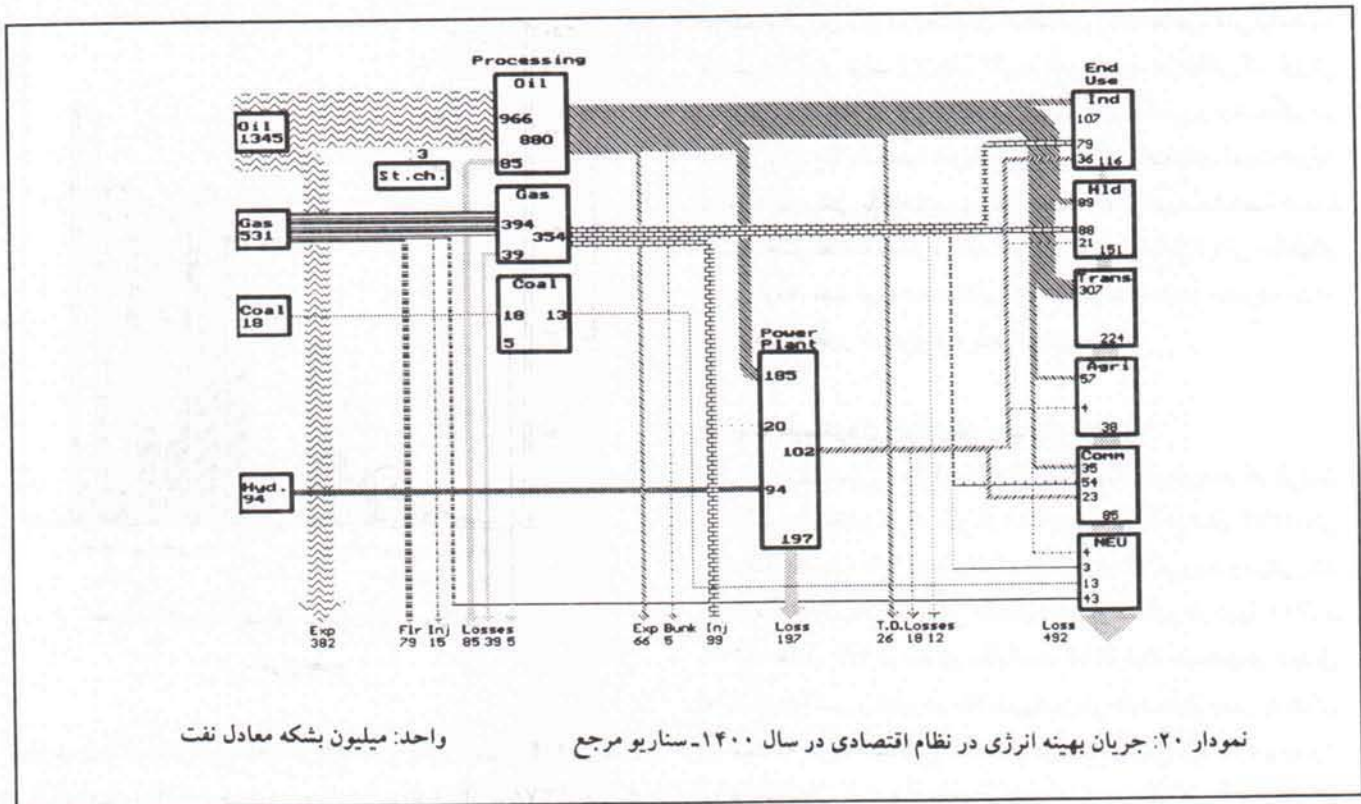 Processing
Oil
966
880
85
End
Use
Ind
107
79
36
116
Oil
1345
3
St.ch.
Gas
394
354
39
Hld
89
88
21
151
Gas
531
Trans
307
224
Coal
18
13
5
Coal
18
Power
Plant
185
20
102
94
197
Agri
57
4
38
Comm
35
54
23
85
Hyd.
94
NEU
4
3
13
43
Exp
382
Flr
79
Inj
15
Losses
85 39 5
Exp
66
Bunk
5
Inj
99
Loss
197
T.D.Losses
26 18 12
Loss
492
نمودار ۲۰: جریان بهینه انرژی در نظام اقتصادی در سال ۱۴۰۰ـ سناریو مرجع
واحد: میلیون بشکه معادل نفت